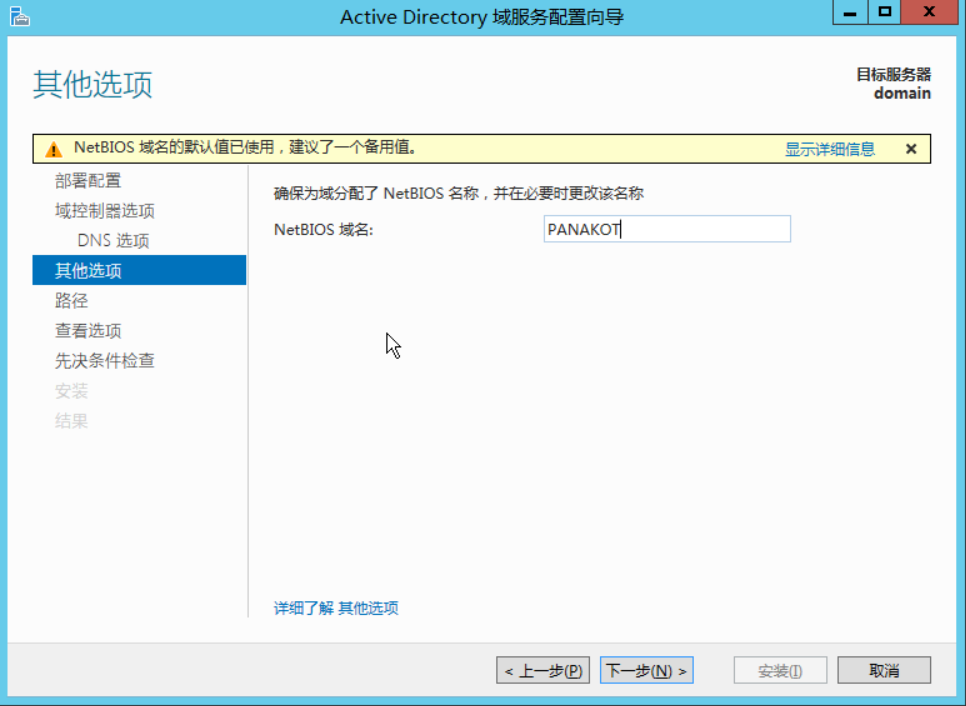 Active Directory 域服务配置向导
其他选项
目标服务器
domain
NetBIOS 域名的默认值已使用，建议了一个备用值。
显示详细信息
部署配置
域控制器选项
DNS 选项
其他选项
路径
查看选项
先决条件检查
安装
结果
确保为域分配了 NetBIOS 名称，并在必要时更改该名称
NetBIOS 域名:
PANAKOT
详细了解 其他选项
< 上一步(P)
下一步(N) >
安装(I)
取消